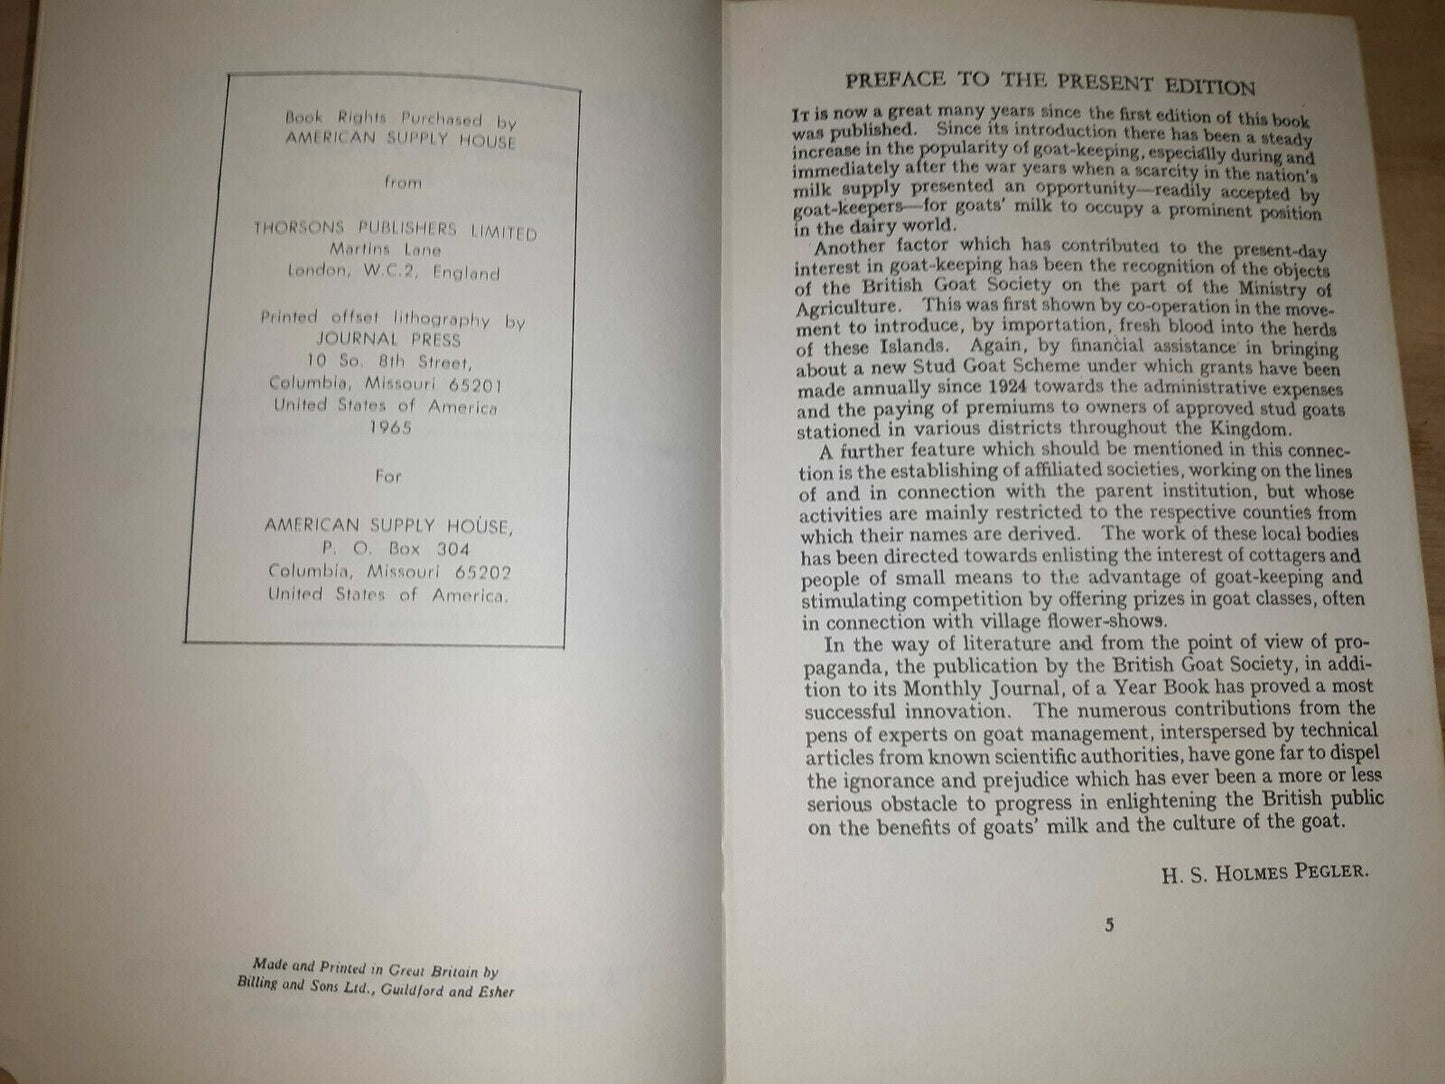 Book Rights Purchased by
AMERICAN SUPPLY HOUSE
from
THORSONS PUBLISHERS LIMITED
Martins Lane
London, W.C.2, England
Printed offset lithography by
JOURNAL PRESS
10 So. 8th Street,
Columbia, Missouri 65201
United States of America
1965
For
AMERICAN SUPPLY HOUSE,
P. O. Box 304
Columbia, Missouri 65202
United States of America.
Made and Printed in Great Britain by
Billing and Sons Ltd., Guildford and Esher
PREFACE TO THE PRESENT EDITION
IT is now a great many years since the first edition of this book
was published. Since its introduction there has been a steady
increase in the popularity of goat-keeping, especially during and
immediately after the war years when a scarcity in the nation's
milk supply presented an opportunity—readily accepted by
goat-keepers—for goats' milk to occupy a prominent position
in the dairy world.
Another factor which has contributed to the present-day
interest in goat-keeping has been the recognition of the objects
of the British Goat Society on the part of the Ministry of
Agriculture. This was first shown by co-operation in the move-
ment to introduce, by importation, fresh blood into the herds
of these Islands. Again, by financial assistance in bringing
about a new Stud Goat Scheme under which grants have been
made annually since 1924 towards the administrative expenses
and the paying of premiums to owners of approved stud goats
stationed in various districts throughout the Kingdom.
A further feature which should be mentioned in this connec-
tion is the establishing of affiliated societies, working on the lines
of and in connection with the parent institution, but whose
activities are mainly restricted to the respective counties from
which their names are derived. The work of these local bodies
has been directed towards enlisting the interest of cottagers and
people of small means to the advantage of goat-keeping and
stimulating competition by offering prizes in goat classes, often
in connection with village flower-shows.
In the way of literature and from the point of view of pro-
paganda, the publication by the British Goat Society, in addi-
tion to its Monthly Journal, of a Year Book has proved a most
successful innovation. The numerous contributions from the
pens of experts on goat management, interspersed by technical
articles from known scientific authorities, have gone far to dispel
the ignorance and prejudice which has ever been a more or less
serious obstacle to progress in enlightening the British public
on the benefits of goats' milk and the culture of the goat.
H. S. HOLMES PEGLER.
5